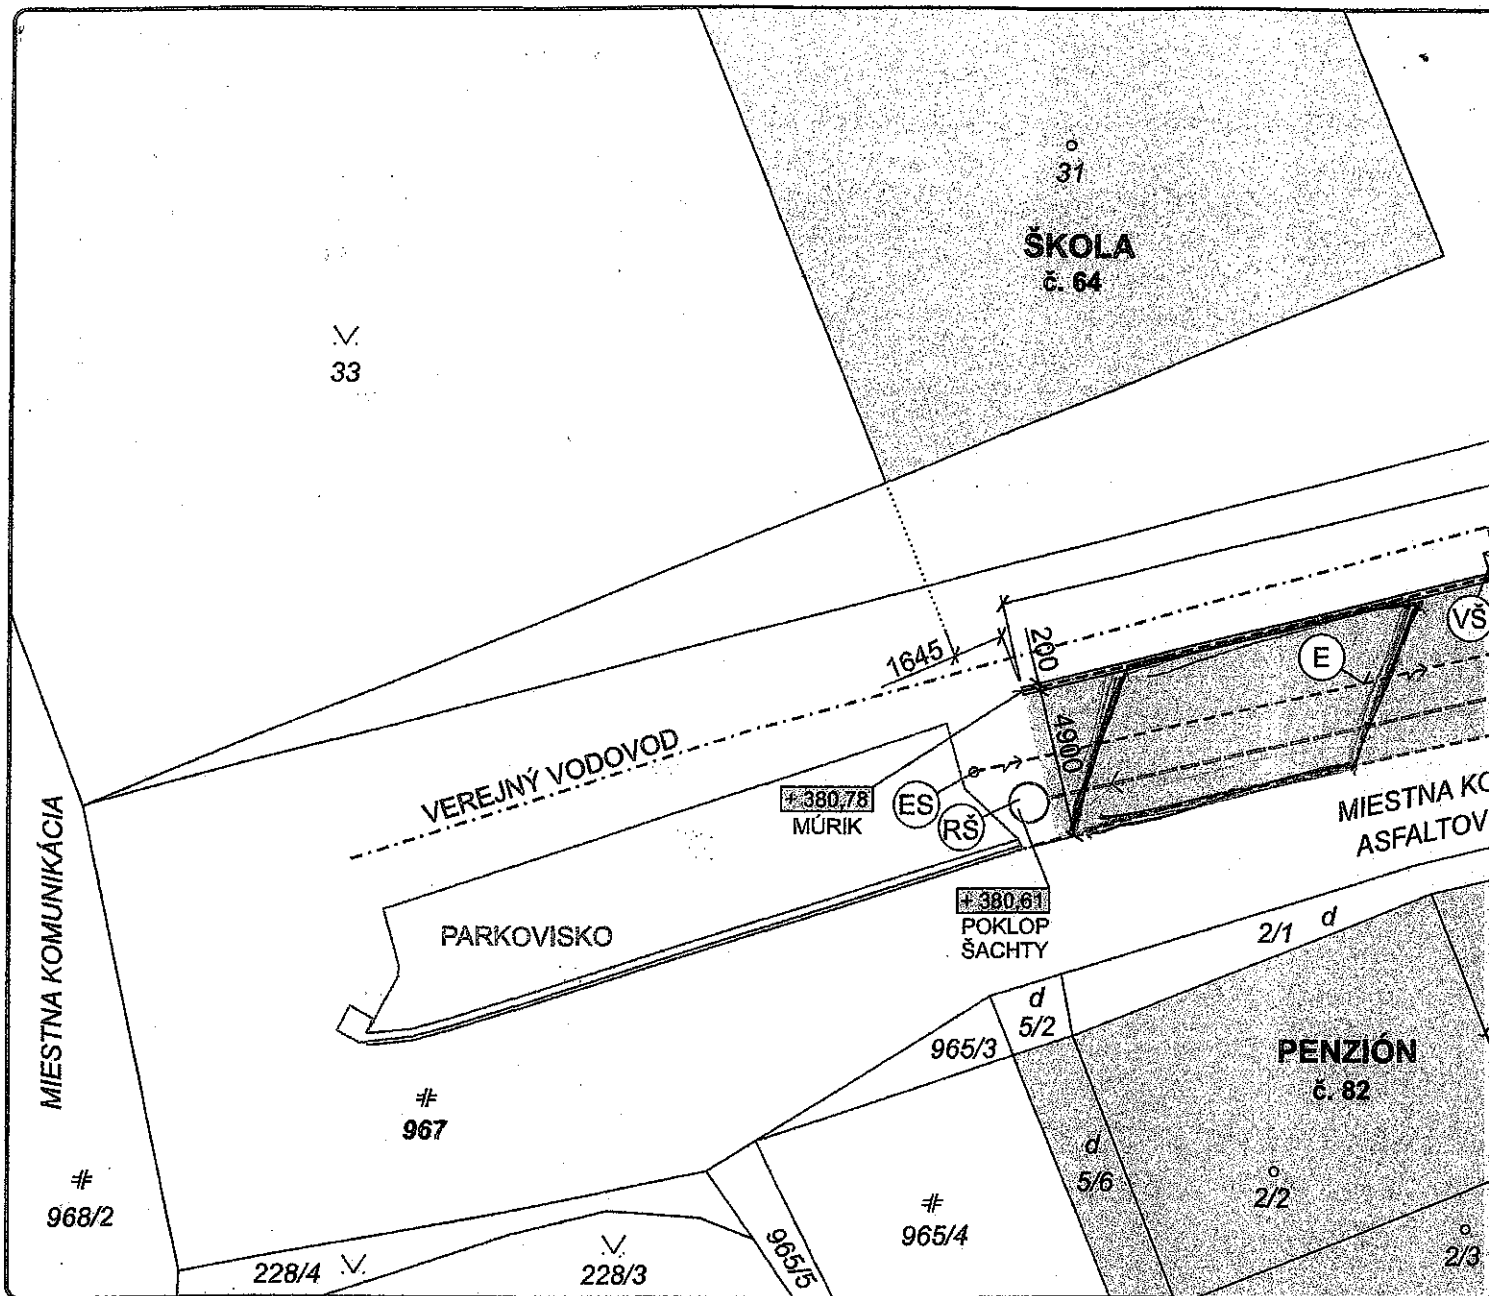 31
ŠKOLA
č. 64
33
1645
200
4900
E
VŠ
VEREJNÝ VODOVOD
+ 380,78
MÚRIK
ES
RŠ
MIESTNA KO
ASFALTOV
MIESTNA KOMUNIKÁCIA
+ 380,61
POKLOP
ŠACHTY
PARKOVISKO
2/1
d
d
5/2
965/3
PENZIÓN
č. 82
967
d
5/6
2/2
968/2
965/4
965/5
2/3
228/4
228/3